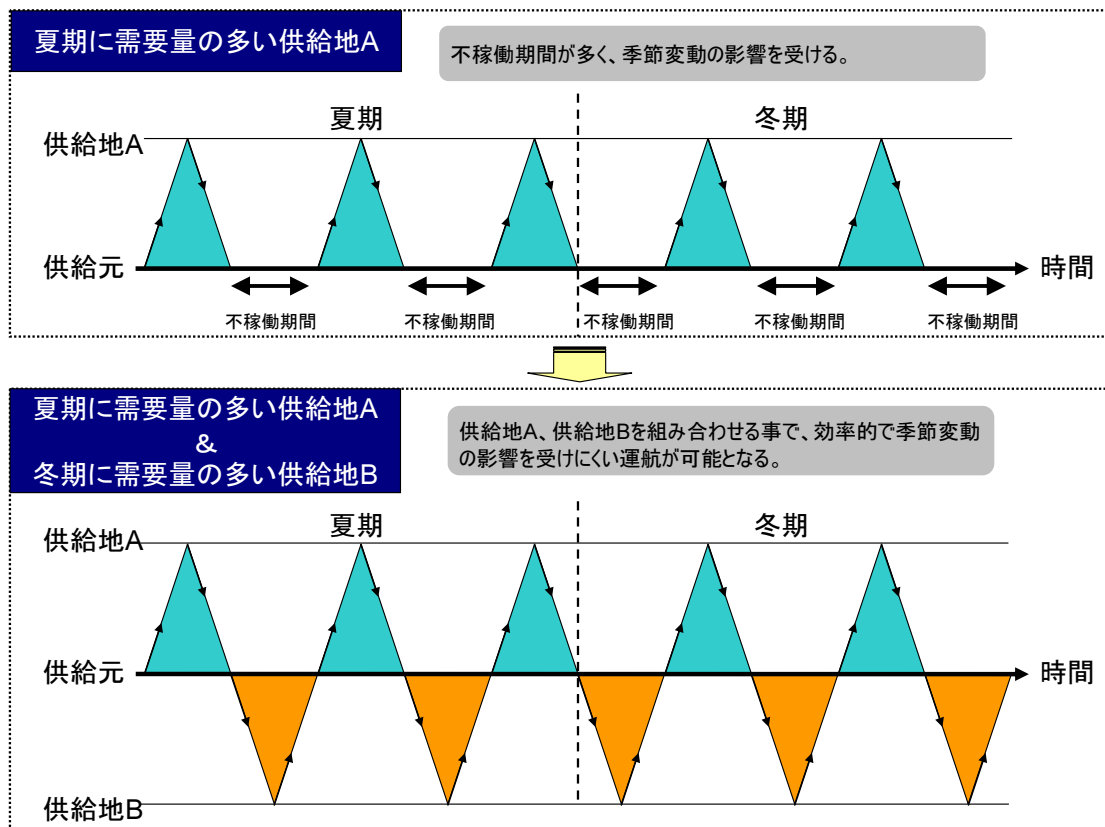 夏期に需要量の多い供給地A
不稼働期間が多く、季節変動の影響を受ける。
夏期
冬期
供給地A
供給元
時間
不稼働期間
不稼働期間
不稼働期間
不稼働期間
不稼働期間
夏期に需要量の多い供給地A
&
冬期に需要量の多い供給地B
供給地A、供給地Bを組み合わせる事で、効率的で季節変動
の影響を受けにくい運航が可能となる。
夏期
冬期
供給地A
供給元
時間
供給地B